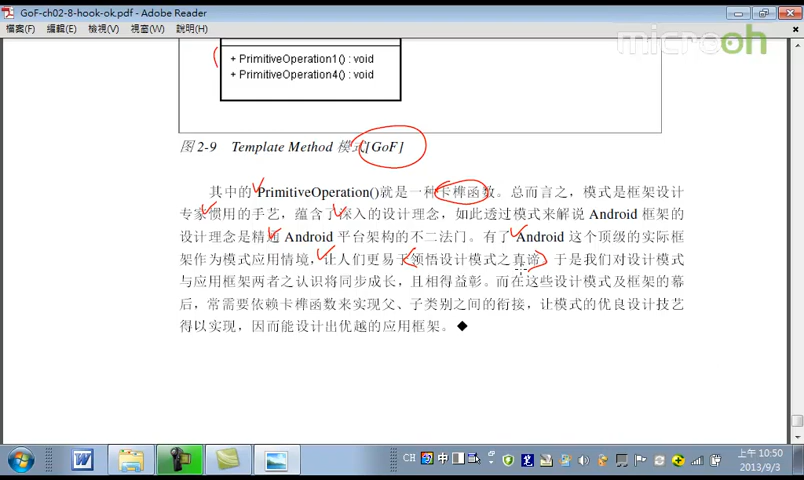 GoF-ch02-8-hook-ok.pdf - Adobe Reader
檔案(F) 編輯(E) 檢視(V) 視窗(W) 說明(H)
microoh
+ PrimitiveOperation1() : void
+ PrimitiveOperation4() : void
图 2-9 Template Method 模式[GoF]
其中的 PrimitiveOperation()就是一种卡榫函数。总而言之，模式是框架设计
专家惯用的手艺，蕴含了深入的设计理念，如此透过模式来解说 Android 框架的
设计理念是精通 Android 平台架构的不二法门。有了 Android 这个顶级的实际框
架作为模式应用情境，让人们更易于领悟设计模式之真谛 于是我们对设计模式
与应用框架两者之认识将同步成长，且相得益彰。而在这些设计模式及框架的幕
后，常需要依赖卡榫函数来实现父、子类别之间的衔接，让模式的优良设计技艺
得以实现，因而能设计出优越的应用框架。◆
CH 中
上午 10:50
2013/9/3